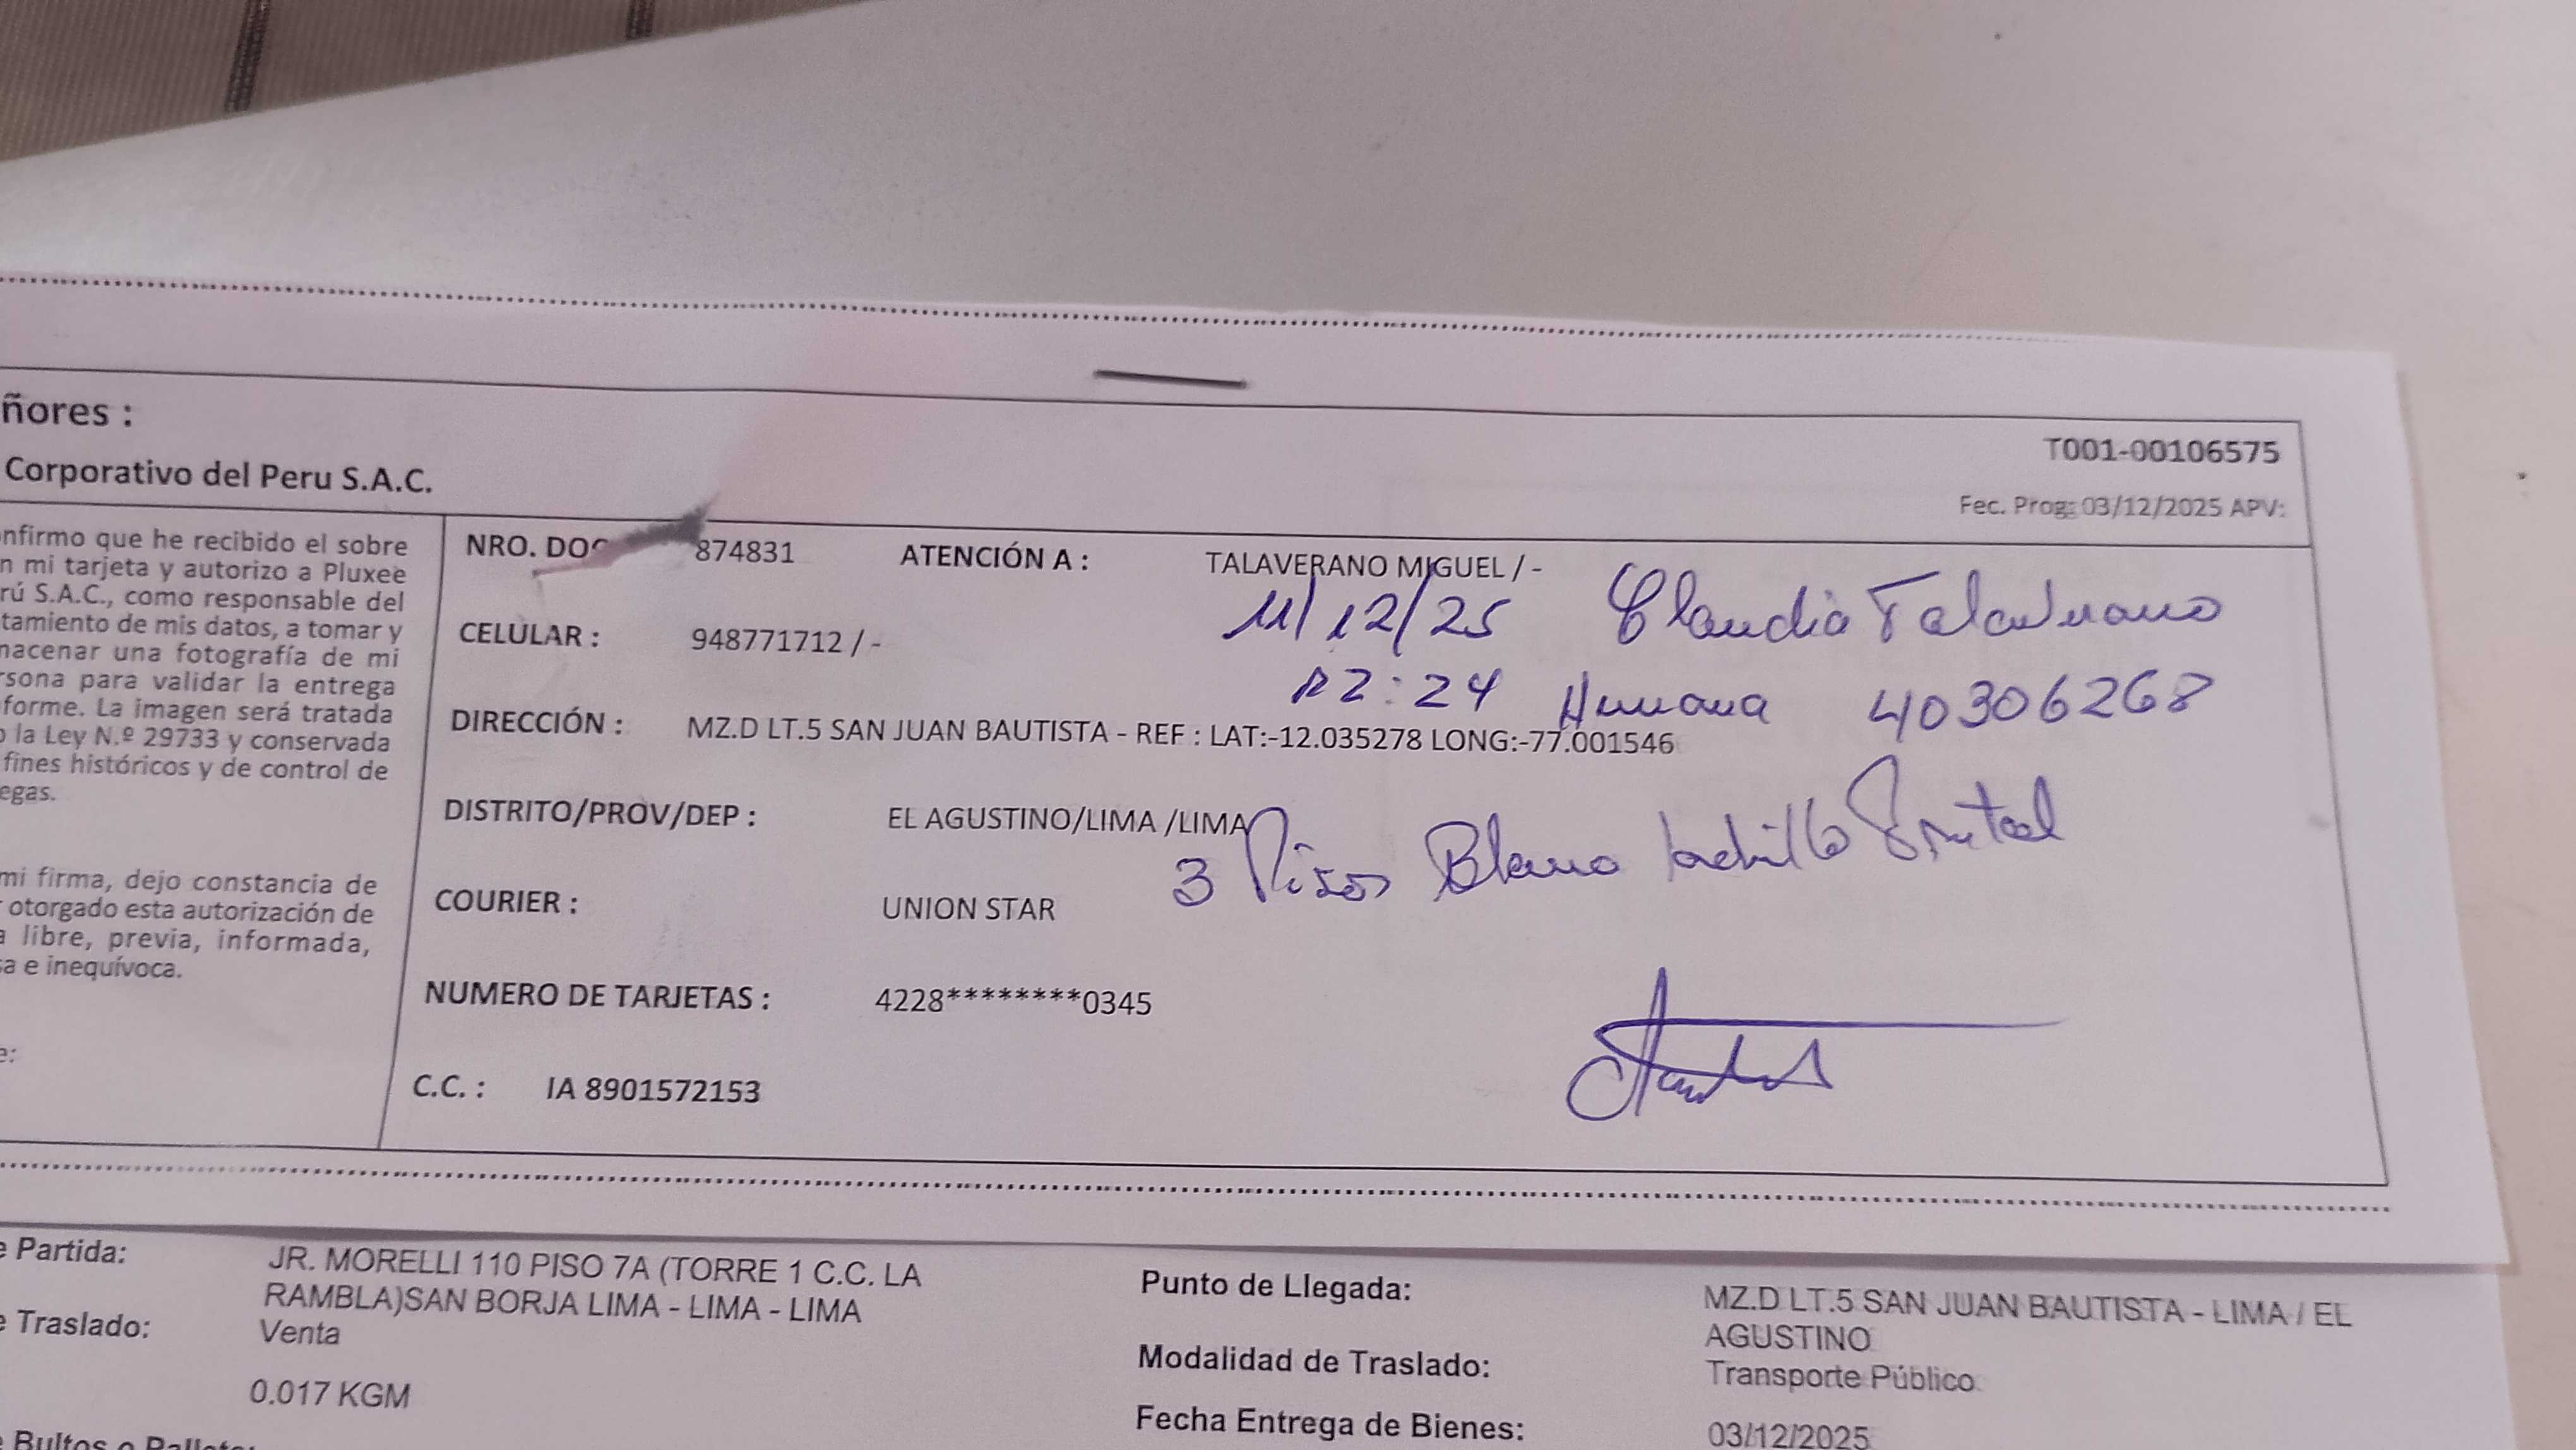 ñores :
Corporativo del Peru S.A.C.
T001-00106575
Fec. Prog: 03/12/2025 APV:
onfirmo que he recibido el sobre
n mi tarjeta y autorizo a Pluxee
rú S.A.C., como responsable del
tamiento de mis datos, a tomar y
nacenar una fotografía de mi
rsona para validar la entrega
forme. La imagen será tratada
o la Ley N.º 29733 y conservada
fines históricos y de control de
egas.
mi firma, dejo constancia de
r otorgado esta autorización de
a libre, previa, informada,
sa e inequívoca.
e:
NRO. DOC 874831 ATENCIÓN A : TALAVERANO MIGUEL / -
11/12/25 Claudia Talaverano
CELULAR : 948771712 / -
12:24 Hermana 40306268
DIRECCIÓN : MZ.D LT.5 SAN JUAN BAUTISTA - REF : LAT:-12.035278 LONG:-77.001546
DISTRITO/PROV/DEP : EL AGUSTINO/LIMA /LIMA
3 Pisos Blanco ladrillo
COURIER : UNION STAR
NUMERO DE TARJETAS : 4228********0345
C.C. : IA 8901572153
e Partida: JR. MORELLI 110 PISO 7A (TORRE 1 C.C. LA
RAMBLA)SAN BORJA LIMA - LIMA - LIMA
e Traslado: Venta
0.017 KGM
e Bultos o Pallets:
Punto de Llegada: MZ.D LT.5 SAN JUAN BAUTISTA - LIMA / EL
AGUSTINO
Modalidad de Traslado: Transporte Público
Fecha Entrega de Bienes: 03/12/2025